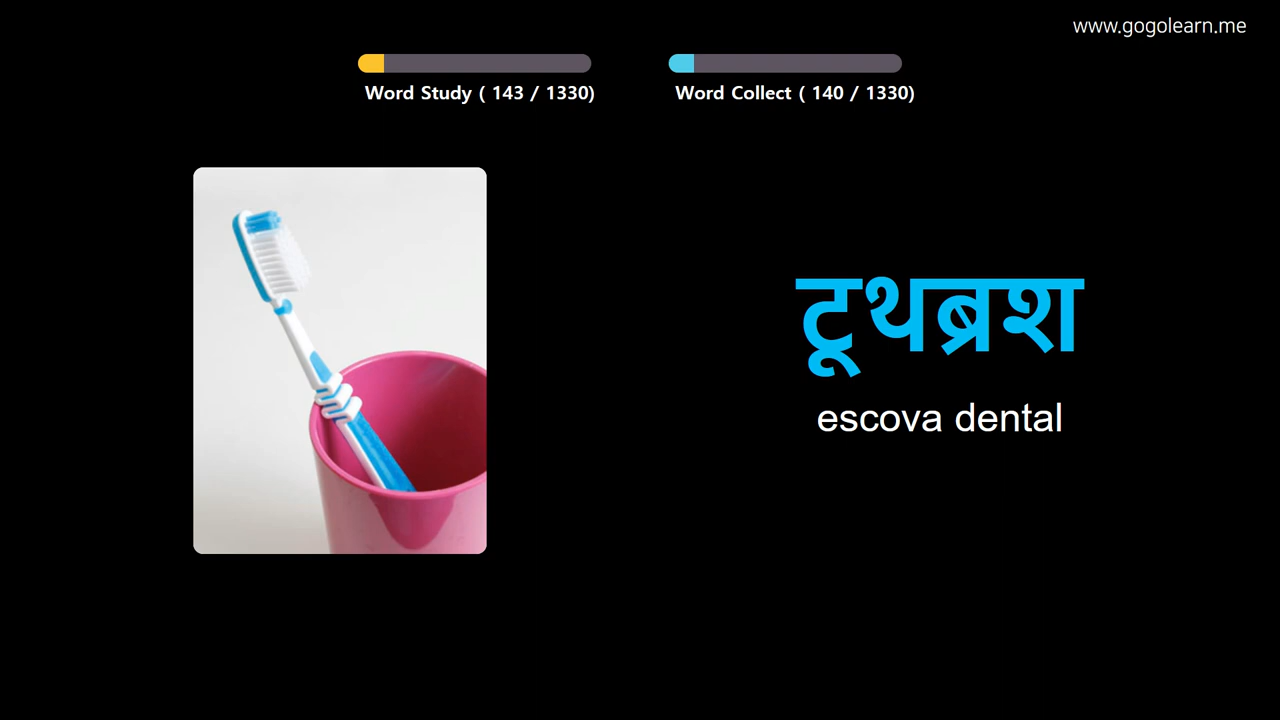 www.gogolearn.me
Word Study ( 143 / 1330)
Word Collect ( 140 / 1330)
टूथब्रश
escova dental